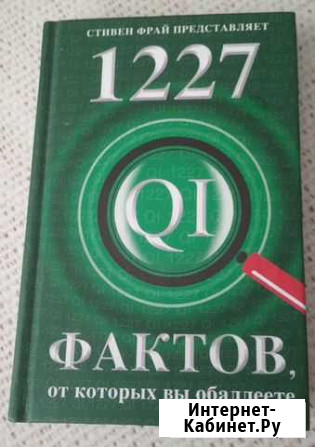 СТИВЕН ФРАЙ ПРЕДСТАВЛЯЕТ
1227
QI
ФАКТОВ,
от которых вы обалдеете
Интернет-
Кабинет.Ру